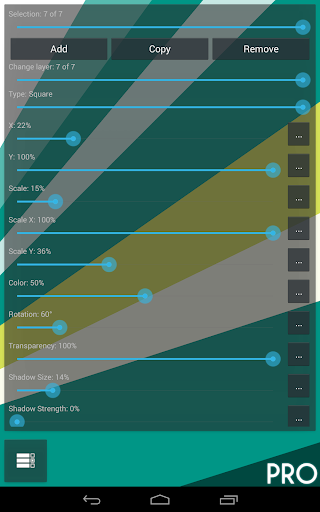 Selection: 7 of 7
Add Copy Remove
Change layer: 7 of 7
Type: Square
X: 22%
...
Y: 100%
...
Scale: 15%
...
Scale X: 100%
...
Scale Y: 36%
...
Color: 50%
...
Rotation: 60°
...
Transparency: 100%
...
Shadow Size: 14%
...
Shadow Strength: 0%
...
PRO